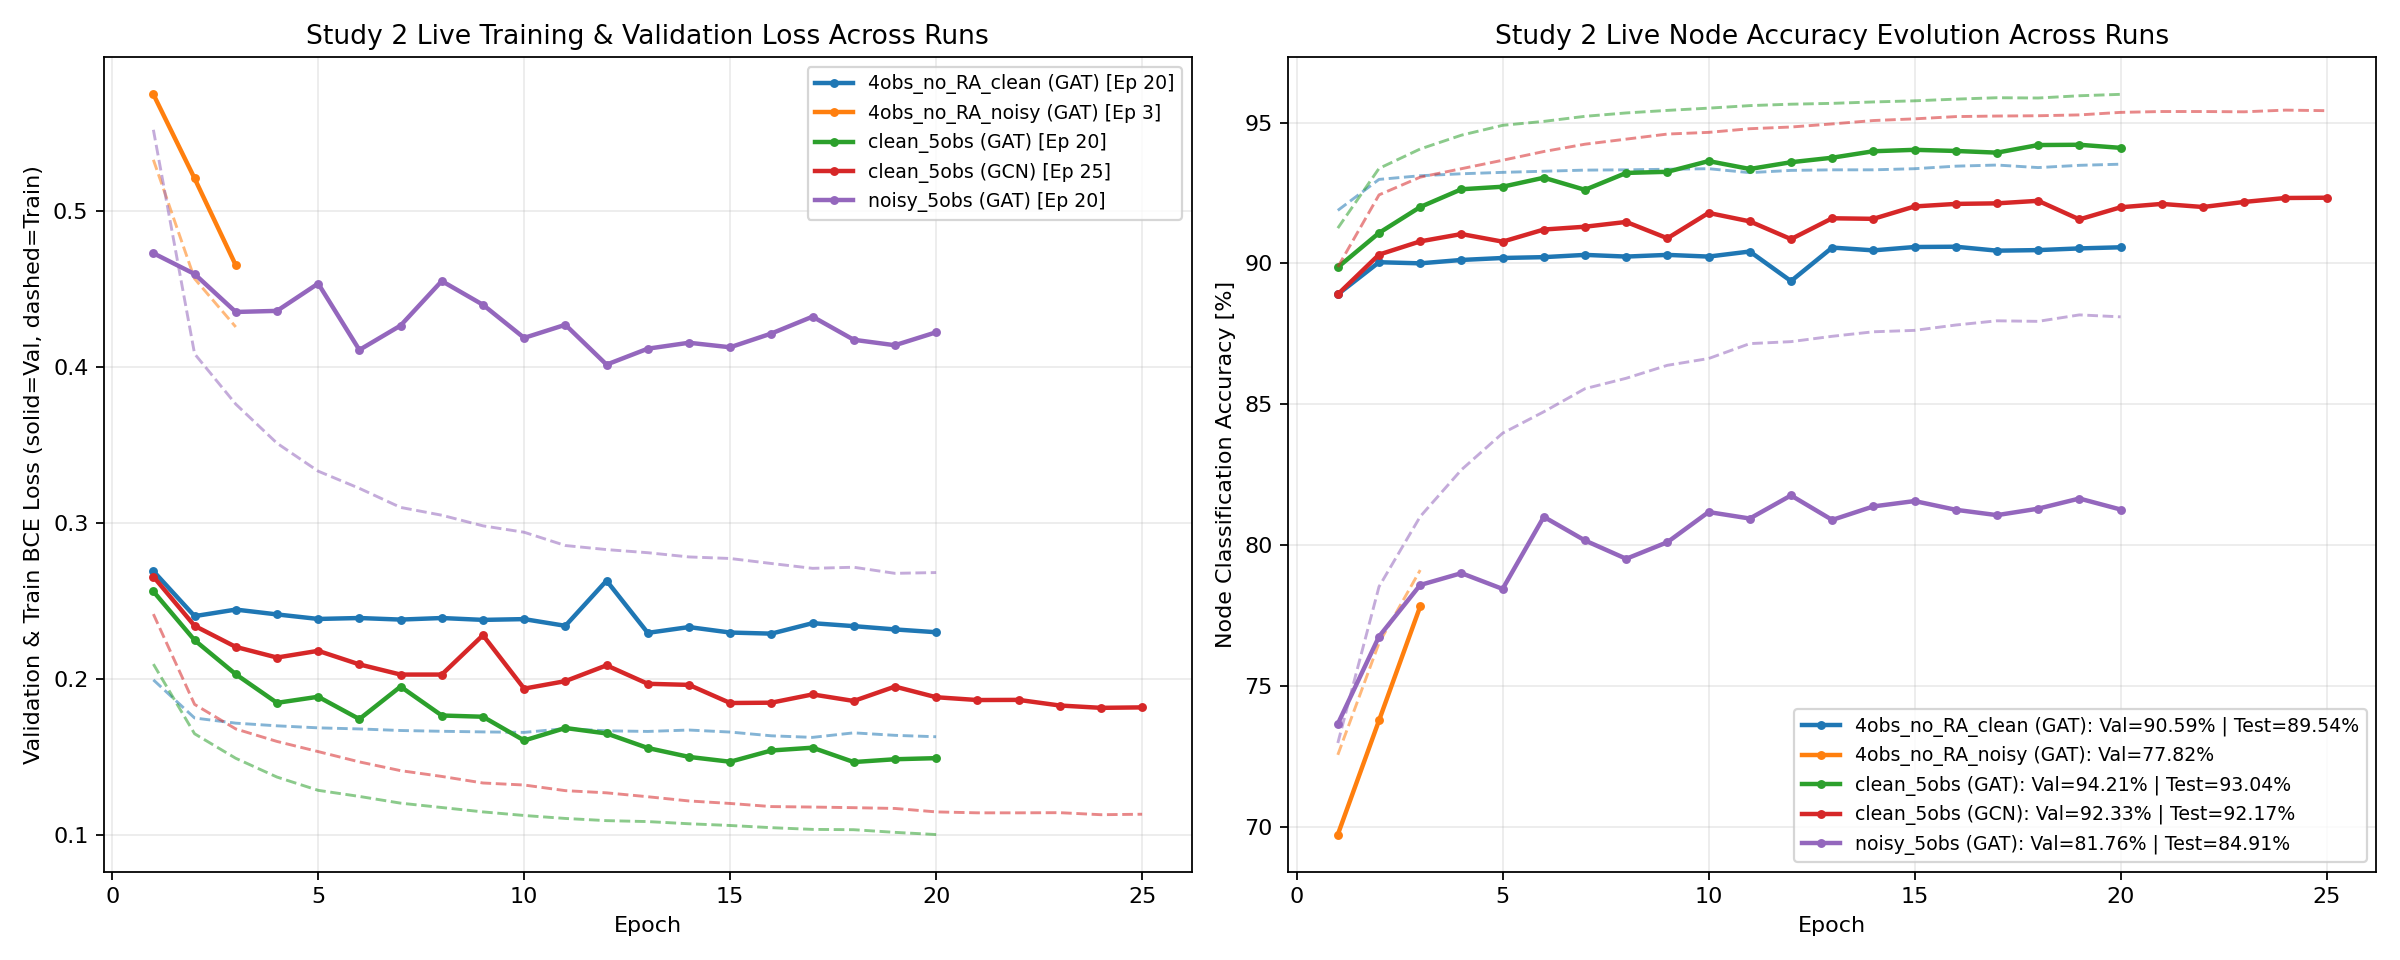 Study 2 Live Training & Validation Loss Across Runs
Validation & Train BCE Loss (solid=Val, dashed=Train)
0.5
0.4
0.3
0.2
0.1
0 5 10 15 20 25
Epoch
4obs_no_RA_clean (GAT) [Ep 20]
4obs_no_RA_noisy (GAT) [Ep 3]
clean_5obs (GAT) [Ep 20]
clean_5obs (GCN) [Ep 25]
noisy_5obs (GAT) [Ep 20]
Study 2 Live Node Accuracy Evolution Across Runs
Node Classification Accuracy [%]
95
90
85
80
75
70
0 5 10 15 20 25
Epoch
4obs_no_RA_clean (GAT): Val=90.59% | Test=89.54%
4obs_no_RA_noisy (GAT): Val=77.82%
clean_5obs (GAT): Val=94.21% | Test=93.04%
clean_5obs (GCN): Val=92.33% | Test=92.17%
noisy_5obs (GAT): Val=81.76% | Test=84.91%